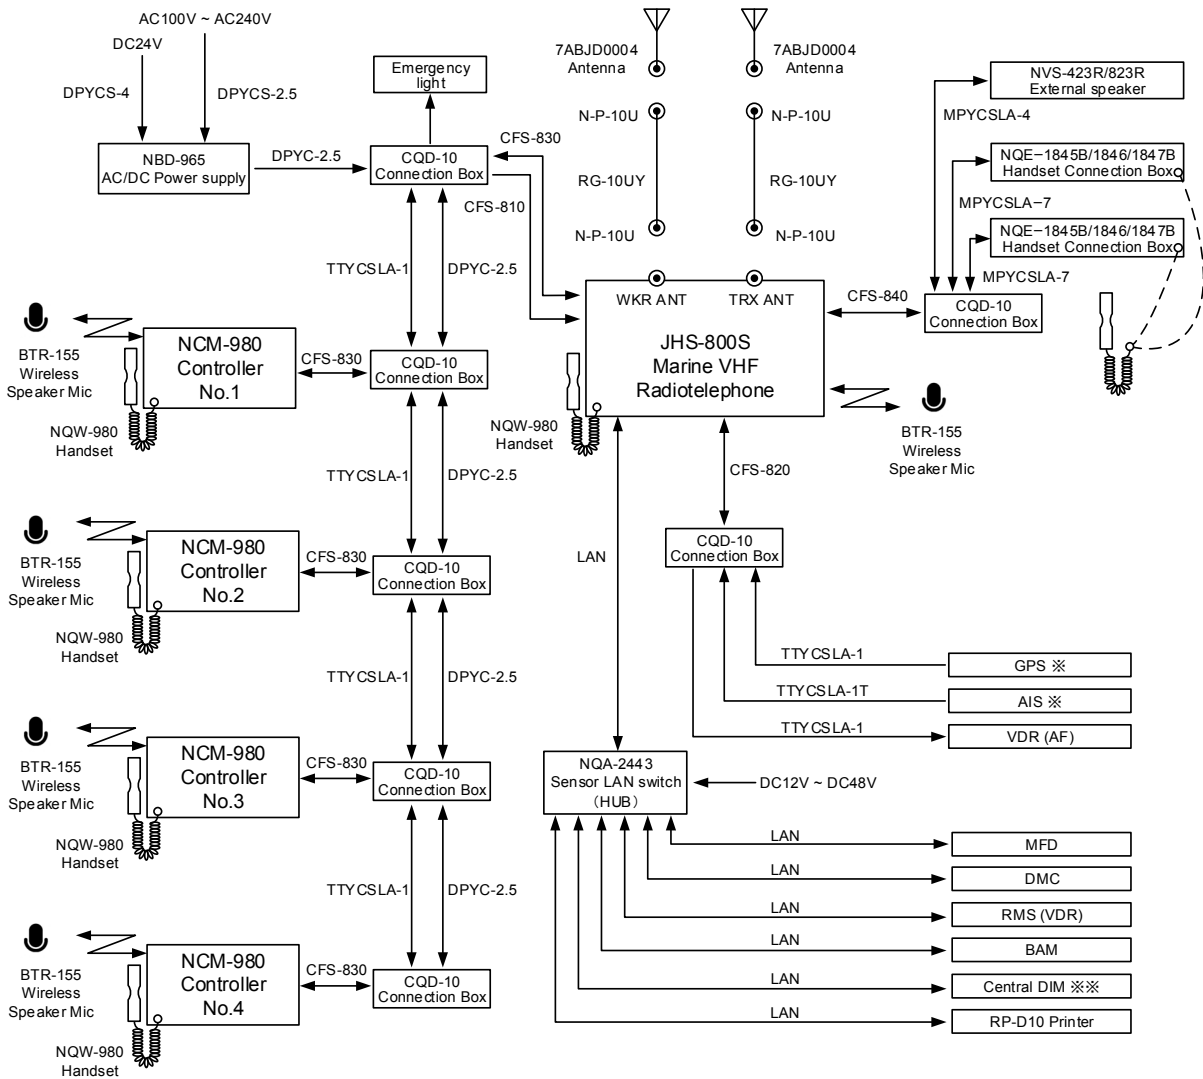 AC100V ~ AC240V
DC24V
DPYCS-4
DPYCS-2.5
NBD-965
AC/DC Power supply
DPYC-2.5
Emergency
light
CQD-10
Connection Box
CFS-830
CFS-810
7ABJD0004
Antenna
7ABJD0004
Antenna
N-P-10U
N-P-10U
RG-10UY
RG-10UY
N-P-10U
N-P-10U
WKR ANT
TRX ANT
JHS-800S
Marine VHF
Radiotelephone
NQW-980
Handset
BTR-155
Wireless
Speaker Mic
CFS-840
CQD-10
Connection Box
MPYCSLA-4
MPYCSLA-7
MPYCSLA-7
NVS-423R/823R
External speaker
NQE-1845B/1846/1847B
Handset Connection Box
NQE-1845B/1846/1847B
Handset Connection Box
TTYCSLA-1
DPYC-2.5
BTR-155
Wireless
Speaker Mic
NCM-980
Controller
No.1
CFS-830
CQD-10
Connection Box
NQW-980
Handset
TTYCSLA-1
DPYC-2.5
BTR-155
Wireless
Speaker Mic
NCM-980
Controller
No.2
CFS-830
CQD-10
Connection Box
NQW-980
Handset
TTYCSLA-1
DPYC-2.5
BTR-155
Wireless
Speaker Mic
NCM-980
Controller
No.3
CFS-830
CQD-10
Connection Box
NQW-980
Handset
TTYCSLA-1
DPYC-2.5
BTR-155
Wireless
Speaker Mic
NCM-980
Controller
No.4
CFS-830
CQD-10
Connection Box
NQW-980
Handset
LAN
CFS-820
CQD-10
Connection Box
TTYCSLA-1
GPS ※
TTYCSLA-1T
AIS ※
TTYCSLA-1
VDR (AF)
NQA-2443
Sensor LAN switch
(HUB)
DC12V ~ DC48V
LAN
MFD
LAN
DMC
LAN
RMS (VDR)
LAN
BAM
LAN
Central DIM ※※
LAN
RP-D10 Printer